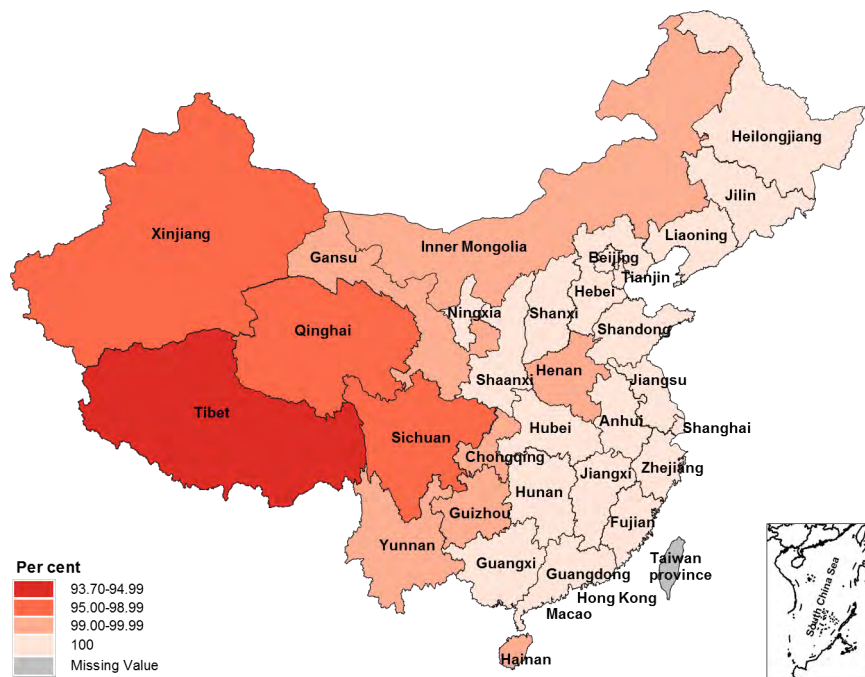 Heilongjiang
Jilin
Xinjiang
Liaoning
Inner Mongolia
Gansu
Beijing
Tianjin
Hebei
Ningxia
Shanxi
Qinghai
Shandong
Henan
Shaanxi
Jiangsu
Tibet
Anhui
Hubei
Shanghai
Sichuan
Chongqing
Zhejiang
Jiangxi
Hunan
Guizhou
Fujian
Yunnan
Guangxi
Taiwan
province
Guangdong
Hong Kong
Macao
Hainan
South China Sea
Per cent
93.70-94.99
95.00-98.99
99.00-99.99
100
Missing Value